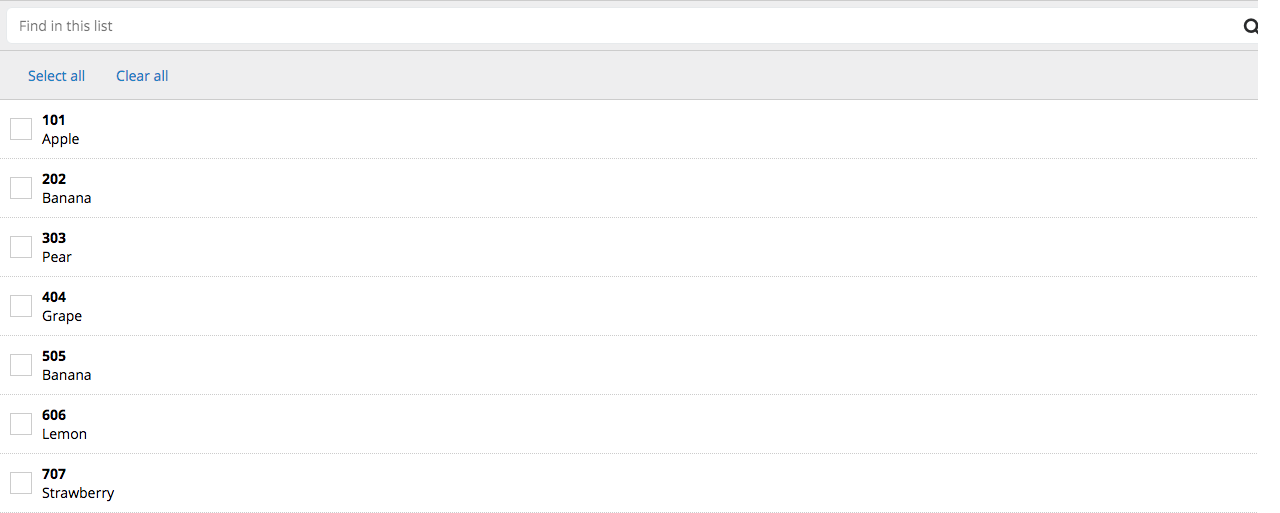 Find in this list
Select all Clear all
101
Apple
202
Banana
303
Pear
404
Grape
505
Banana
606
Lemon
707
Strawberry